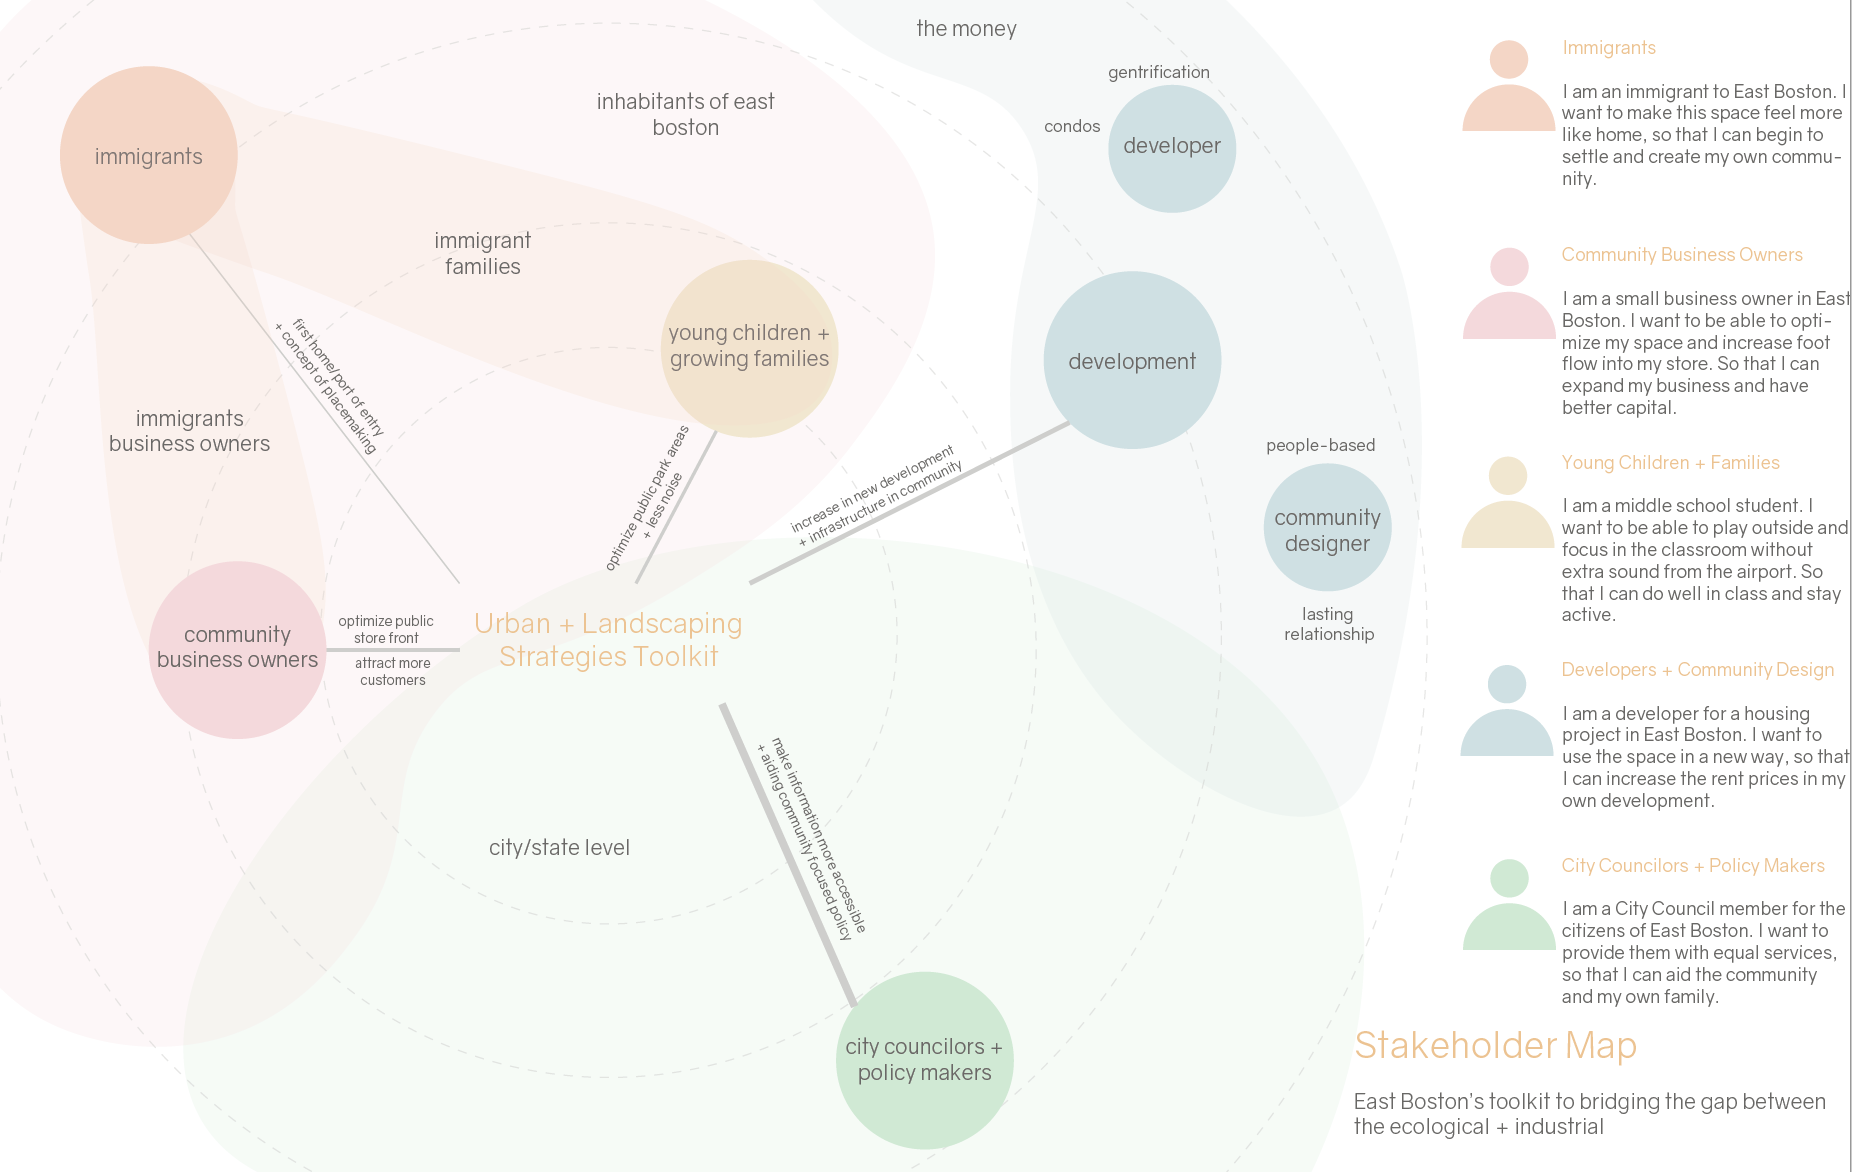 the money
gentrification
condos
developer
inhabitants of east
boston
immigrants
immigrant
families
young children +
growing families
development
first home/port of entry
+ concept of placemaking
immigrants
business owners
optimize public park areas
+ less noise
increase in new development
+ infrastructure in community
people-based
community
designer
lasting
relationship
community
business owners
optimize public
store front
attract more
customers
Urban + Landscaping
Strategies Toolkit
make information more accessible
+ aiding community focused policy
city/state level
city councilors +
policy makers
Immigrants
I am an immigrant to East Boston. I
want to make this space feel more
like home, so that I can begin to
settle and create my own commu-
nity.
Community Business Owners
I am a small business owner in East
Boston. I want to be able to opti-
mize my space and increase foot
flow into my store. So that I can
expand my business and have
better capital.
Young Children + Families
I am a middle school student. I
want to be able to play outside and
focus in the classroom without
extra sound from the airport. So
that I can do well in class and stay
active.
Developers + Community Design
I am a developer for a housing
project in East Boston. I want to
use the space in a new way, so that
I can increase the rent prices in my
own development.
City Councilors + Policy Makers
I am a City Council member for the
citizens of East Boston. I want to
provide them with equal services,
so that I can aid the community
and my own family.
Stakeholder Map
East Boston's toolkit to bridging the gap between
the ecological + industrial